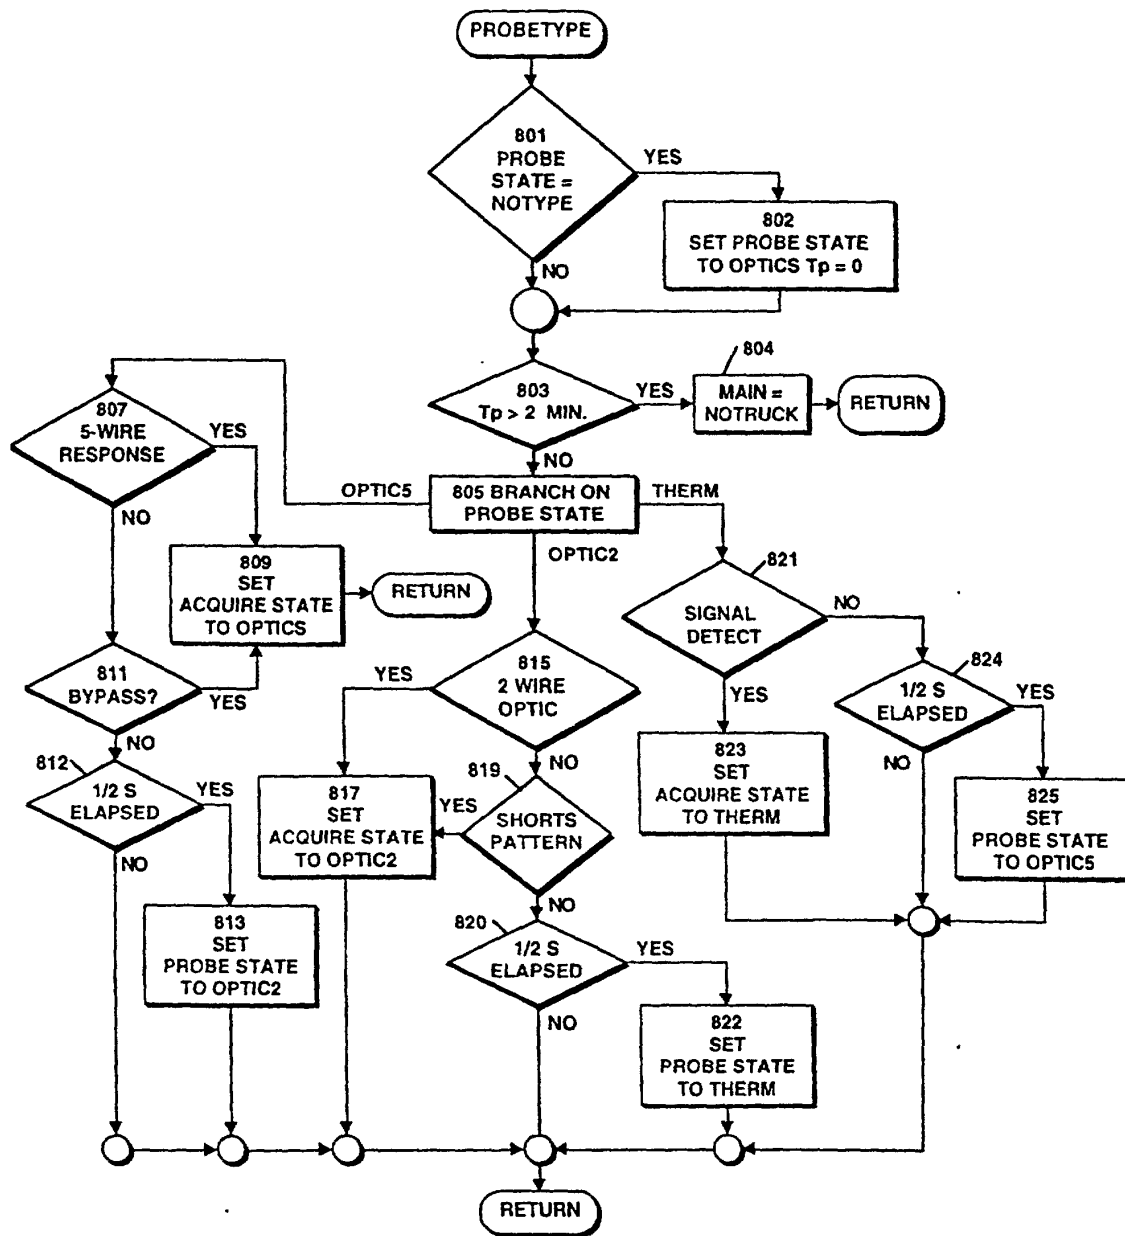 PROBETYPE
801
PROBE
STATE =
NOTYPE
YES
802
SET PROBE STATE
TO OPTICS Tp = 0
NO
804
803
Tp > 2 MIN.
YES
MAIN =
NOTRUCK
RETURN
NO
807
5-WIRE
RESPONSE
YES
NO
OPTIC5
805 BRANCH ON
PROBE STATE
THERM
OPTIC2
809
SET
ACQUIRE STATE
TO OPTICS
RETURN
811
BYPASS?
YES
NO
812
1/2 S
ELAPSED
YES
NO
813
SET
PROBE STATE
TO OPTIC2
815
2 WIRE
OPTIC
YES
NO
817
SET
ACQUIRE STATE
TO OPTIC2
819
SHORTS
PATTERN
YES
NO
820
1/2 S
ELAPSED
YES
NO
822
SET
PROBE STATE
TO THERM
821
SIGNAL
DETECT
NO
YES
823
SET
ACQUIRE STATE
TO THERM
824
1/2 S
ELAPSED
YES
NO
825
SET
PROBE STATE
TO OPTIC5
RETURN